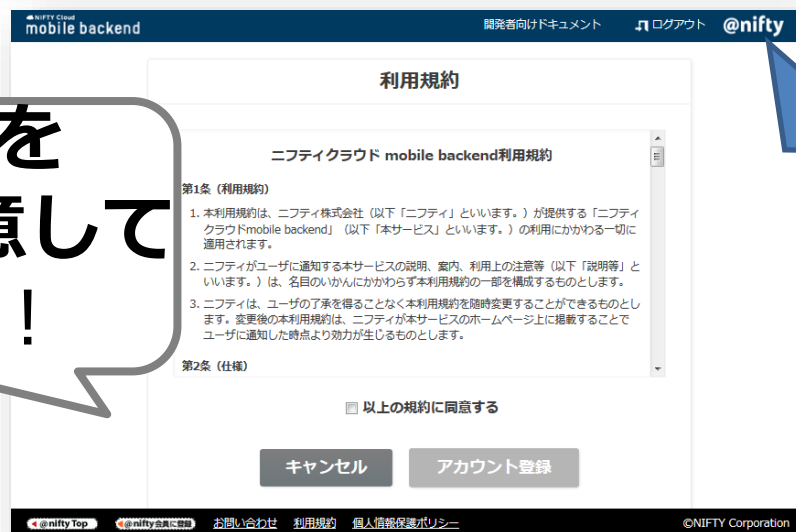 NIFTY Cloud
mobile backend
開発者向けドキュメント
ログアウト
@nifty
利用規約
を
意して
！
ニフティクラウド mobile backend利用規約
第1条（利用規約）
1. 本利用規約は、ニフティ株式会社（以下「ニフティ」といいます。）が提供する「ニフティ
クラウドmobile backend」（以下「本サービス」といいます。）の利用にかかわる一切に
適用されます。
2. ニフティがユーザに通知する本サービスの説明、案内、利用上の注意等（以下「説明等」と
いいます。）は、名目のいかんにかかわらず本利用規約の一部を構成するものとします。
3. ニフティは、ユーザの了承を得ることなく本利用規約を随時変更することができるものとし
ます。変更後の本利用規約は、ニフティが本サービスのホームページ上に掲載することで
ユーザに通知した時点より効力が生じるものとします。
第2条（仕様）
以上の規約に同意する
キャンセル
アカウント登録
@nifty Top
@nifty会員に登録
お問い合わせ
利用規約
個人情報保護ポリシー
©NIFTY Corporation